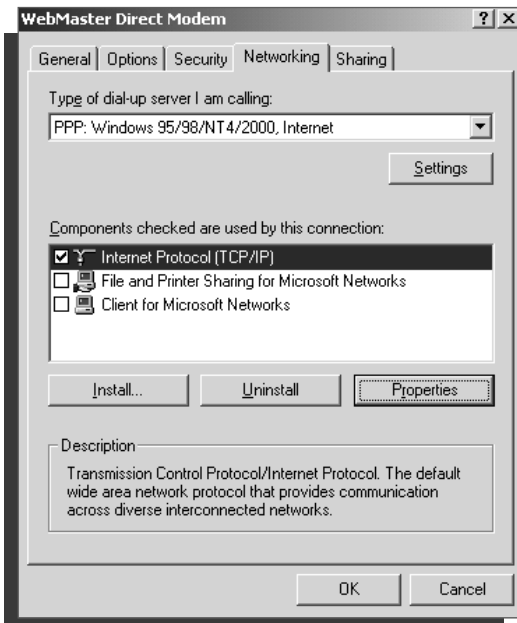 WebMaster Direct Modem
General Options Security Networking Sharing
Type of dial-up server I am calling:
PPP: Windows 95/98/NT4/2000, Internet
Settings
Components checked are used by this connection:
Internet Protocol (TCP/IP)
File and Printer Sharing for Microsoft Networks
Client for Microsoft Networks
Install... Uninstall Properties
Description
Transmission Control Protocol/Internet Protocol. The default
wide area network protocol that provides communication
across diverse interconnected networks.
OK Cancel